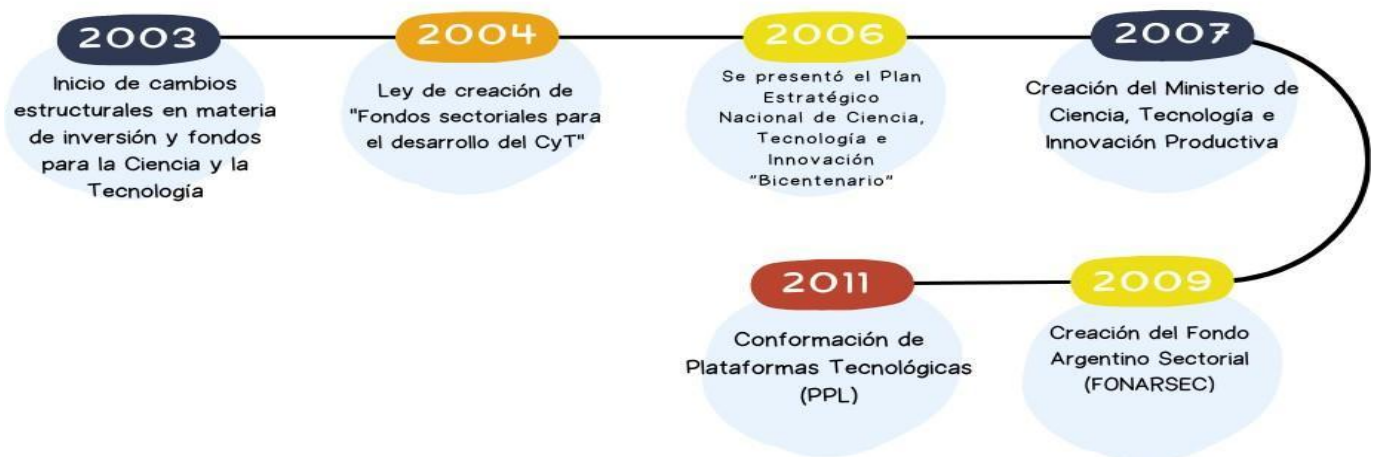 2003
Inicio de cambios
estructurales en materia
de inversión y fondos
para la Ciencia y la
Tecnología
2004
Ley de creación de
"Fondos sectoriales para
el desarrollo del CyT"
2006
Se presentó el Plan
Estratégico
Nacional de Ciencia,
Tecnología e
Innovación
"Bicentenario"
2007
Creación del Ministerio de
Ciencia, Tecnología e
Innovación Productiva
2009
Creación del Fondo
Argentino Sectorial
(FONARSEC)
2011
Conformación de
Plataformas Tecnológicas
(PPL)